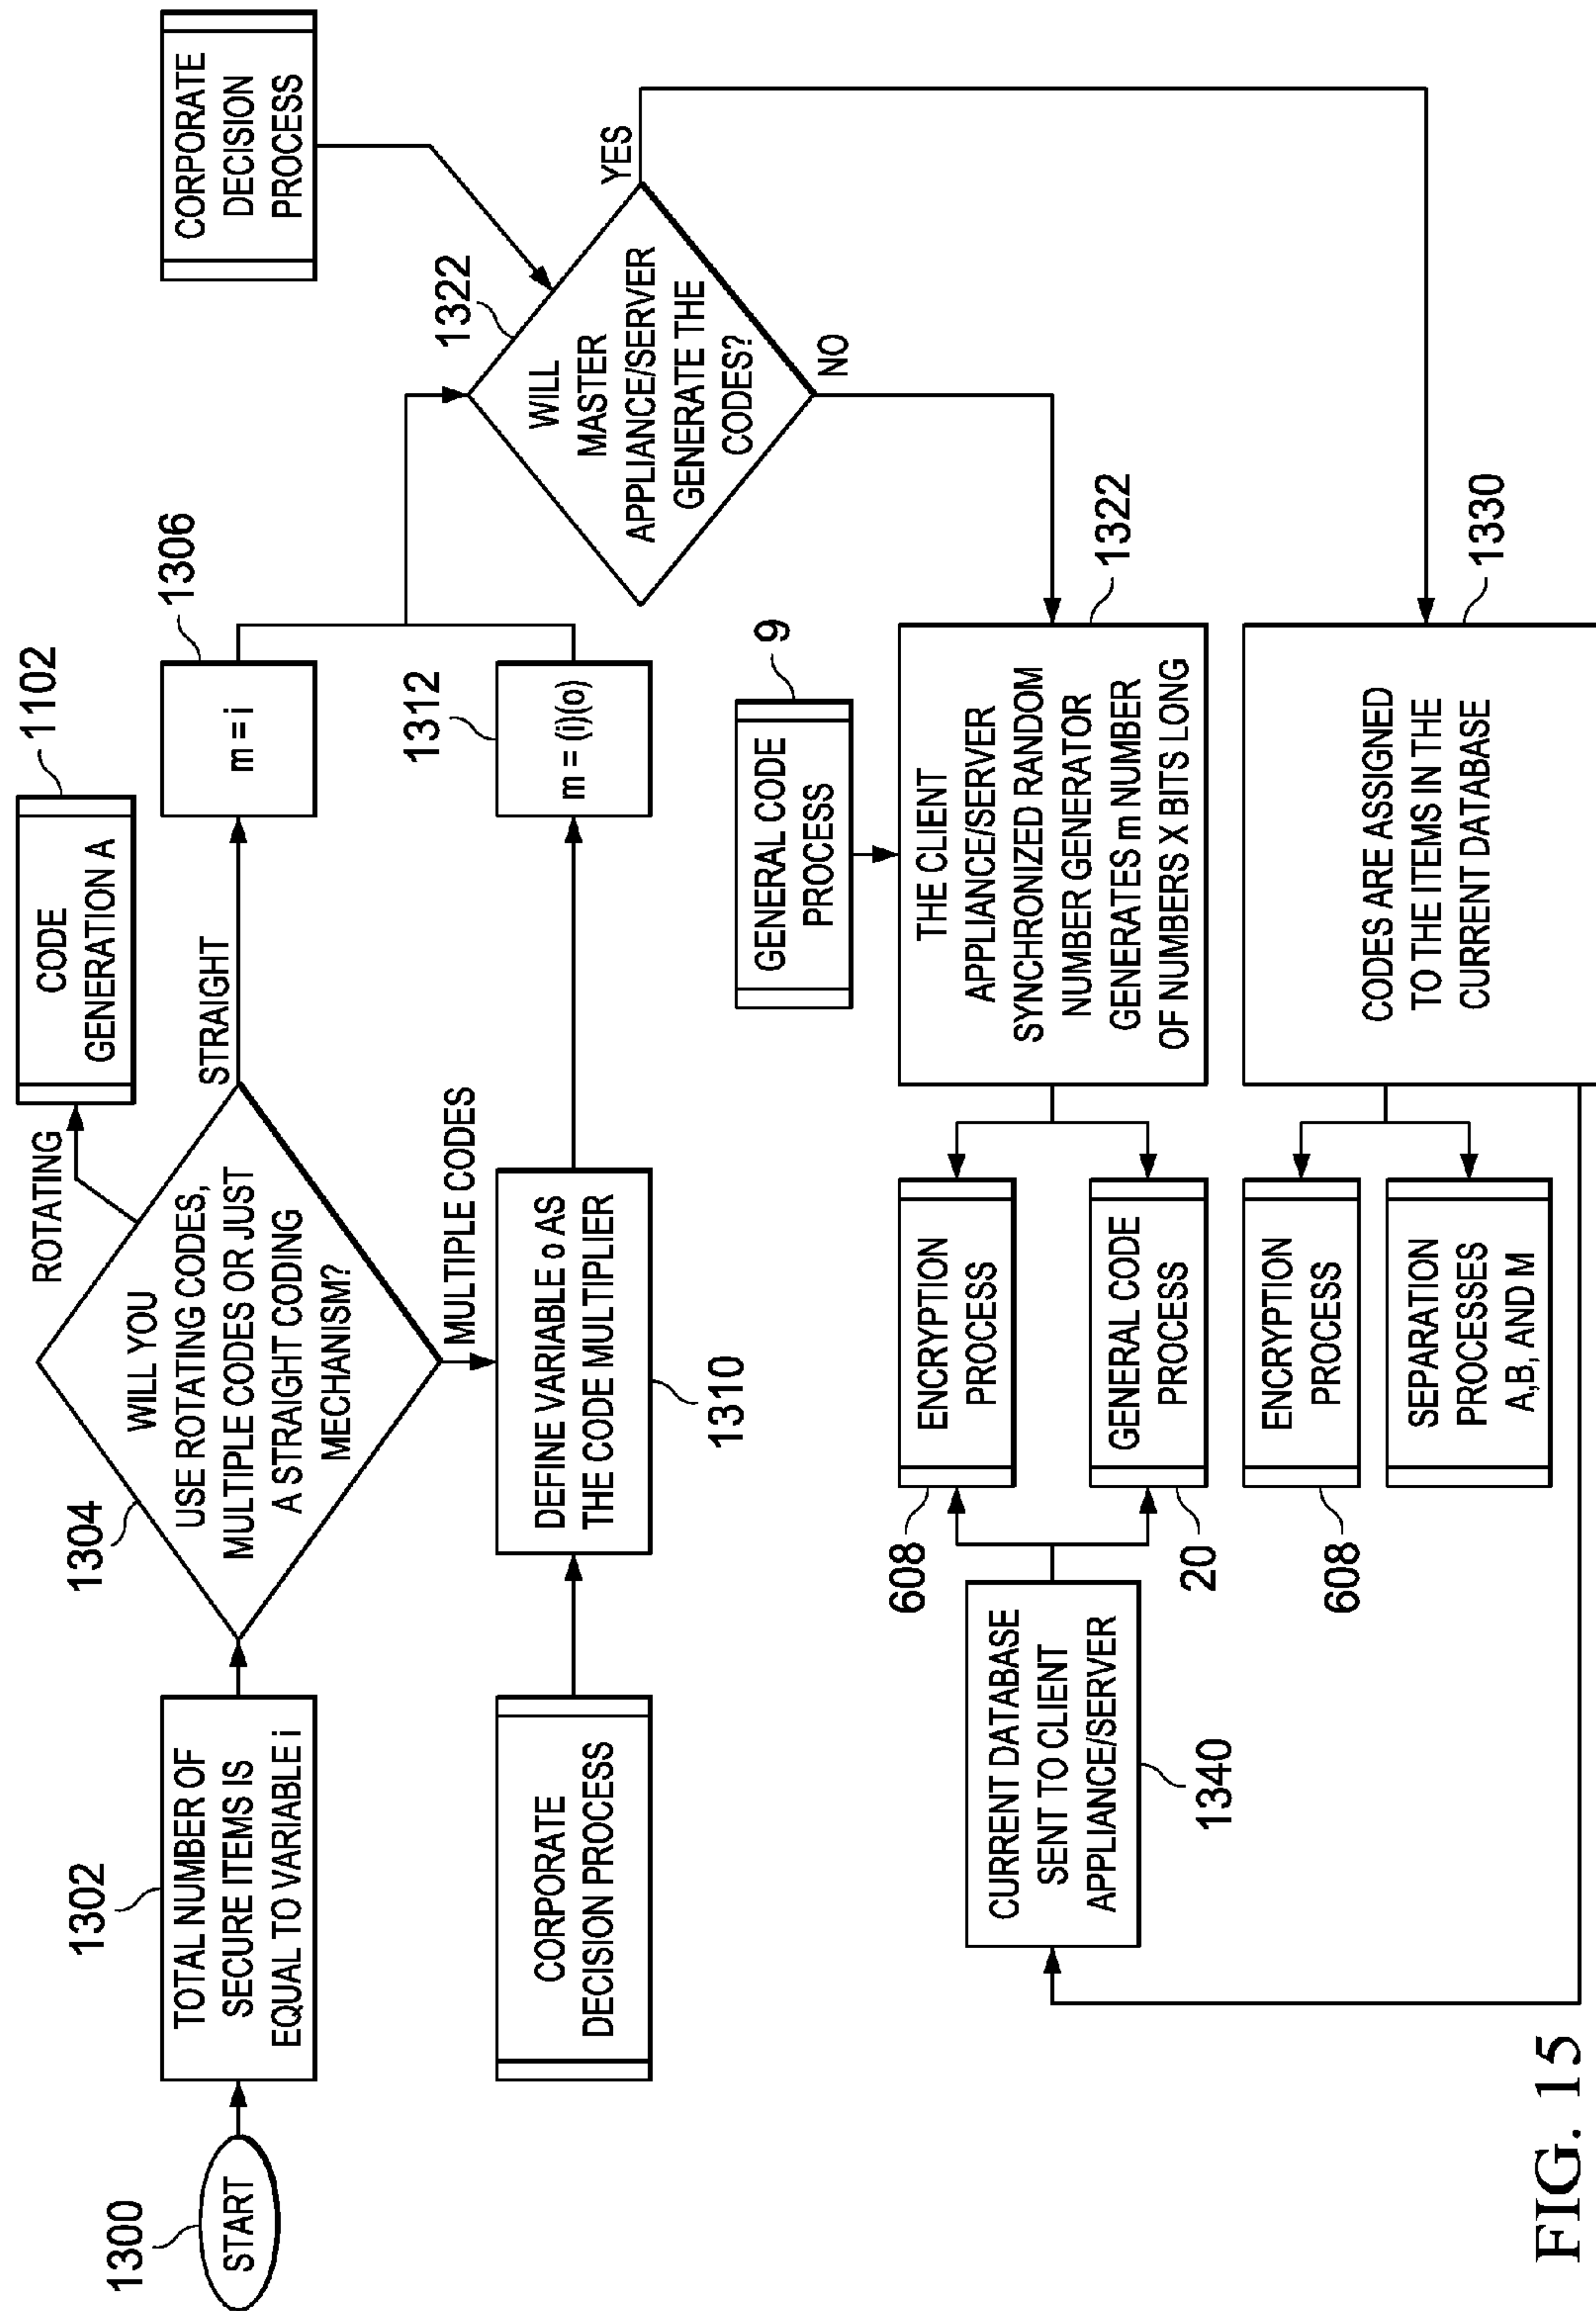 1300
START
1302
TOTAL NUMBER OF
SECURE ITEMS IS
EQUAL TO VARIABLE i
1304
WILL YOU
USE ROTATING CODES,
MULTIPLE CODES OR JUST
A STRAIGHT CODING
MECHANISM?
ROTATING
CODE
GENERATION A
1102
STRAIGHT
m = i
1306
MULTIPLE CODES
CORPORATE
DECISION PROCESS
DEFINE VARIABLE o AS
THE CODE MULTIPLIER
1310
m = (i)(o)
1312
CORPORATE
DECISION
PROCESS
1322
WILL
MASTER
APPLIANCE/SERVER
GENERATE THE
CODES?
YES
NO
GENERAL CODE
PROCESS
9
THE CLIENT
APPLIANCE/SERVER
SYNCHRONIZED RANDOM
NUMBER GENERATOR
GENERATES m NUMBER
OF NUMBERS X BITS LONG
1322
ENCRYPTION
PROCESS
608
GENERAL CODE
PROCESS
20
CURRENT DATABASE
SENT TO CLIENT
APPLIANCE/SERVER
1340
CODES ARE ASSIGNED
TO THE ITEMS IN THE
CURRENT DATABASE
1330
ENCRYPTION
PROCESS
608
SEPARATION
PROCESSES
A,B, AND M
FIG. 15